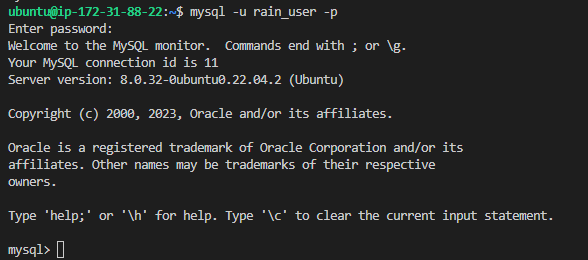 ubuntu@ip-172-31-88-22:~$ mysql -u rain_user -p
Enter password:
Welcome to the MySQL monitor.  Commands end with ; or \g.
Your MySQL connection id is 11
Server version: 8.0.32-0ubuntu0.22.04.2 (Ubuntu)

Copyright (c) 2000, 2023, Oracle and/or its affiliates.

Oracle is a registered trademark of Oracle Corporation and/or its
affiliates. Other names may be trademarks of their respective
owners.

Type 'help;' or '\h' for help. Type '\c' to clear the current input statement.

mysql>